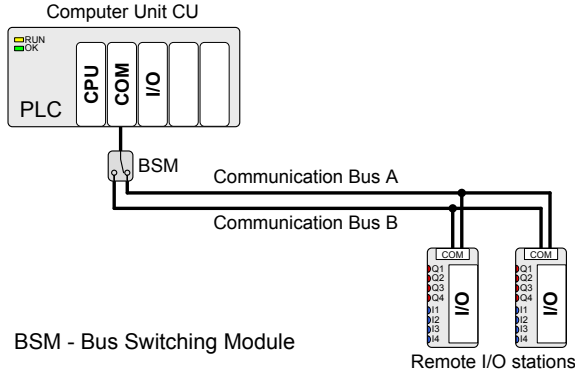 Computer Unit CU
RUN
OK
PLC
CPU
COM
I/O
BSM
Communication Bus A
Communication Bus B
COM
Q1
Q2
Q3
Q4
I1
I2
I3
I4
I/O
COM
Q1
Q2
Q3
Q4
I1
I2
I3
I4
I/O
BSM - Bus Switching Module
Remote I/O stations